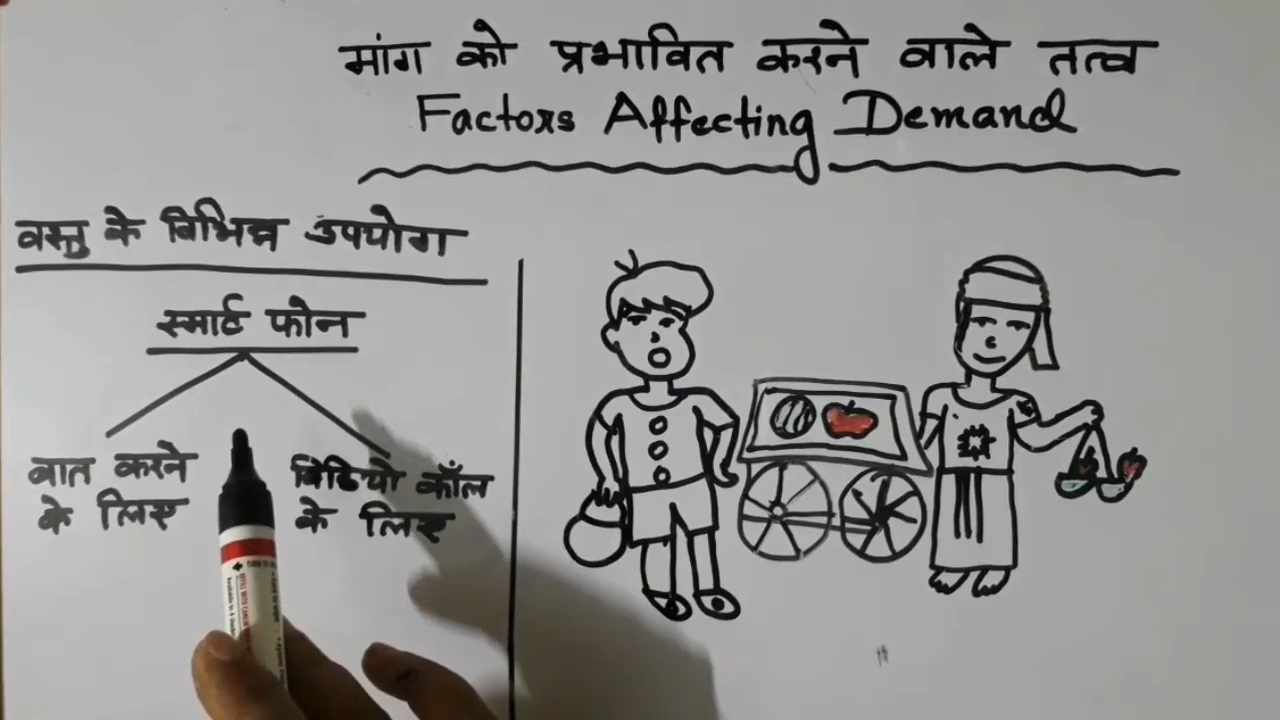 मांग को प्रभावित करने वाले तत्व
Factors Affecting Demand
वस्तु के विभिन्न उपयोग
स्मार्ट फोन
बात करने
के लिए
विडियो कॉल
के लिए